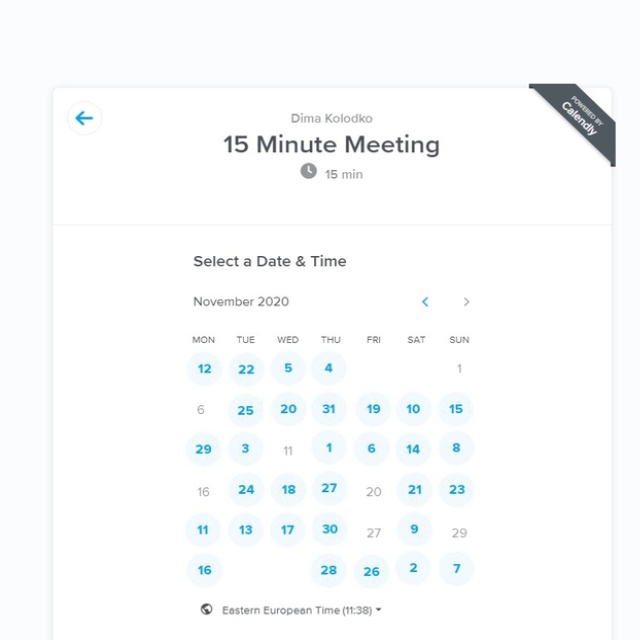 POWERED BY
Calendly
Dima Kolodko
15 Minute Meeting
15 min
Select a Date & Time
November 2020
MON TUE WED THU FRI SAT SUN
12 22 5 4 1
6 25 20 31 19 10 15
29 3 11 1 6 14 8
16 24 18 27 20 21 23
11 13 17 30 27 9 29
16 28 26 2 7
Eastern European Time (11:38)